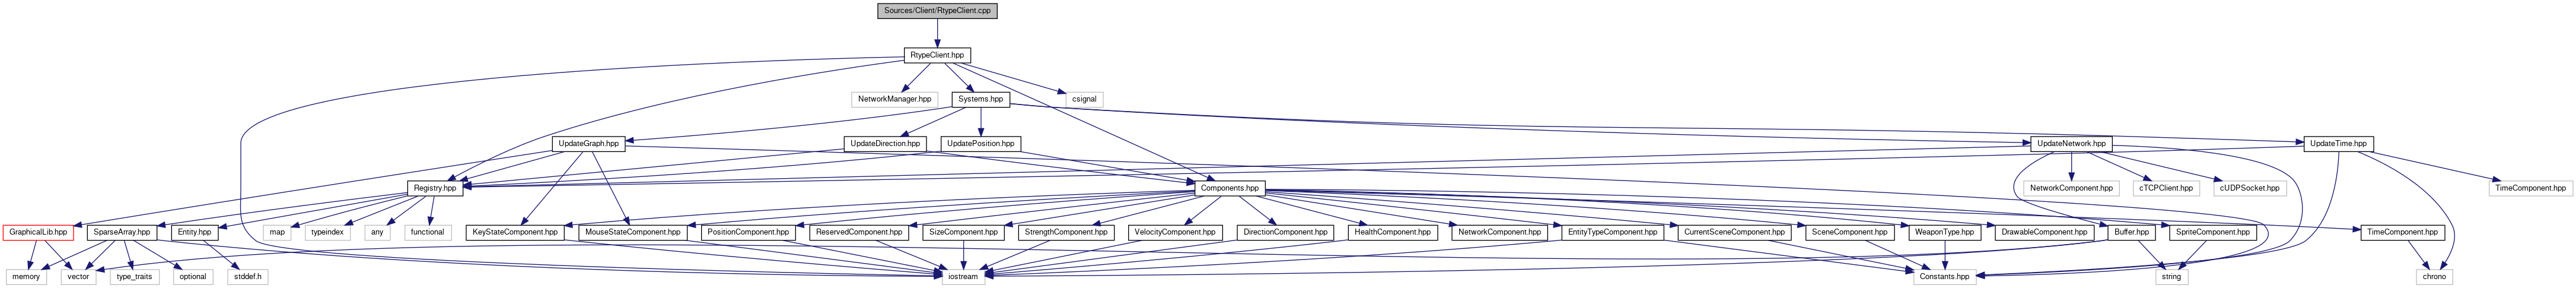 Sources/Client/RtypeClient.cpp
RtypeClient.hpp
NetworkManager.hpp
Systems.hpp
csignal
UpdateGraph.hpp
UpdateDirection.hpp
UpdatePosition.hpp
UpdateNetwork.hpp
UpdateTime.hpp
Registry.hpp
Components.hpp
NetworkComponent.hpp
cTCPClient.hpp
cUDPSocket.hpp
TimeComponent.hpp
GraphicalLib.hpp
SparseArray.hpp
Entity.hpp
map
typeindex
any
functional
KeyStateComponent.hpp
MouseStateComponent.hpp
PositionComponent.hpp
ReservedComponent.hpp
SizeComponent.hpp
StrengthComponent.hpp
VelocityComponent.hpp
DirectionComponent.hpp
HealthComponent.hpp
NetworkComponent.hpp
EntityTypeComponent.hpp
CurrentSceneComponent.hpp
SceneComponent.hpp
WeaponType.hpp
DrawableComponent.hpp
Buffer.hpp
SpriteComponent.hpp
TimeComponent.hpp
memory
vector
type_traits
optional
stddef.h
iostream
Constants.hpp
string
chrono